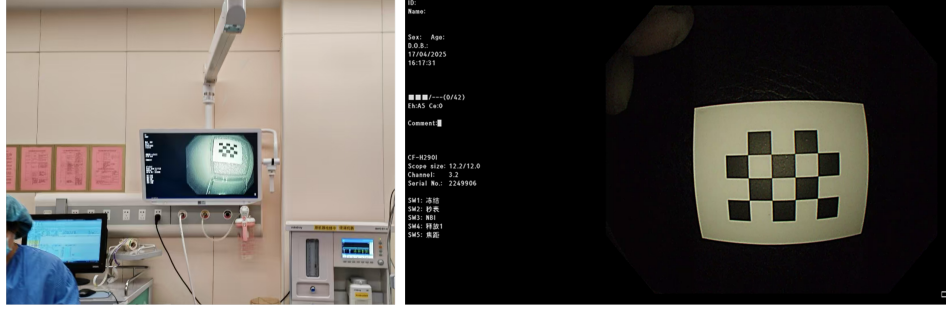 ID:
Name:
Sex: Age:
D.O.B.:
17/04/2025
16:17:31
■■■/---(0/42)
Eh:A5 Ce:0
Comment:
CF-H290I
Scope size: 12.2/12.0
Channel: 3.2
Serial No.: 2249906
SW1: 冻结
SW2: 秒表
SW3: NBI
SW4: 释放1
SW5: 焦距